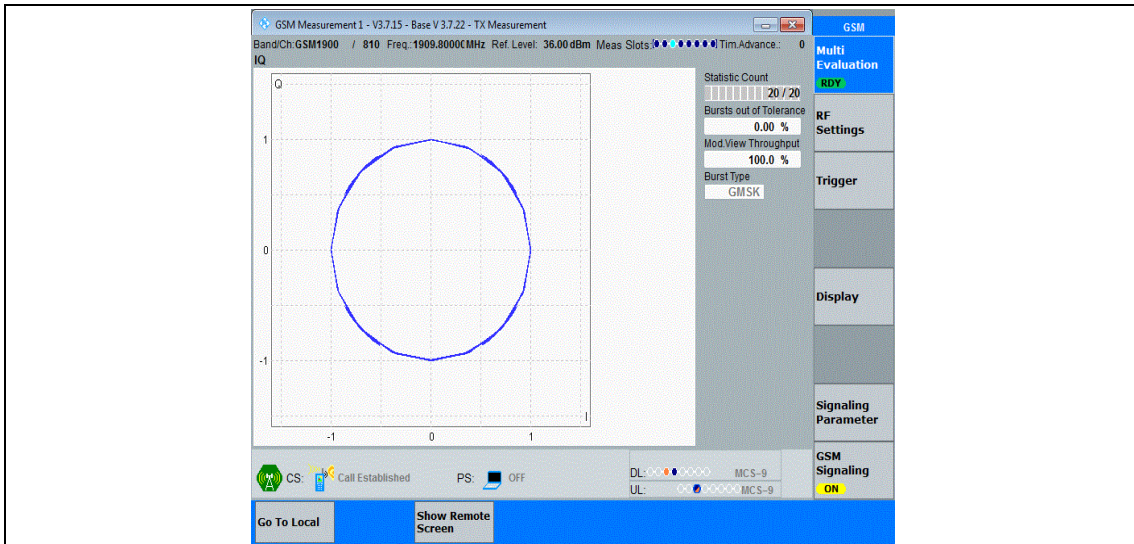 GSM Measurement 1 - V3.7.15 - Base V 3.7.22 - TX Measurement
GSM
Band/Ch:GSM1900 / 810 Freq.:1909.8000(MHz Ref. Level: 36.00 dBm Meas Slots: Tim.Advance.: 0
IQ
Multi
Evaluation
RDY
Q
Statistic Count
20 / 20
Bursts out of Tolerance
0.00 %
Mod.View Throughput
100.0 %
Burst Type
GMSK
RF
Settings
Trigger
1
0
-1
I
-1 0 1
Display
Signaling
Parameter
GSM
Signaling
ON
CS: Call Established PS: OFF
DL: MCS-9
UL: MCS-9
Go To Local
Show Remote
Screen